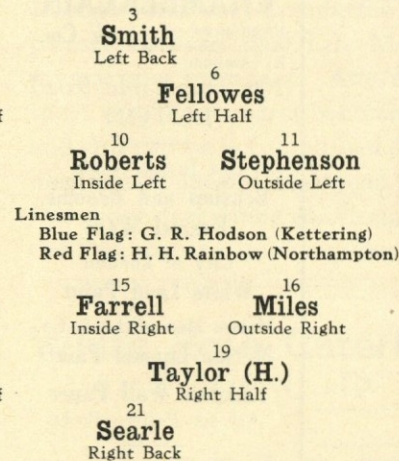 3
Smith
Left Back
6
Fellowes
Left Half
10 11
Roberts Stephenson
Inside Left Outside Left
Linesmen
Blue Flag: G. R. Hodson (Kettering)
Red Flag: H. H. Rainbow (Northampton)
15 16
Farrell Miles
Inside Right Outside Right
19
Taylor (H.)
Right Half
21
Searle
Right Back